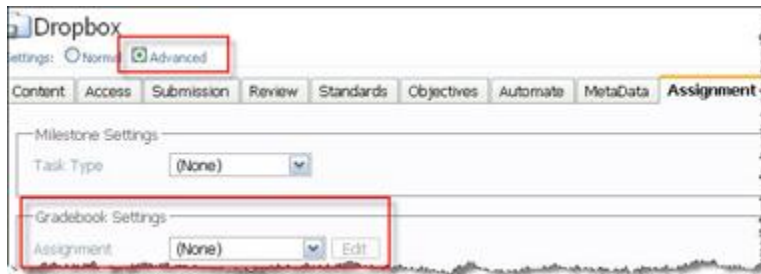 Dropbox
ettings: Normal Advanced
Content Access Submission Review Standards Objectives Automate MetaData Assignment
Milestone Settings
Task Type (None)
Gradebook Settings
Assignment (None) Edit